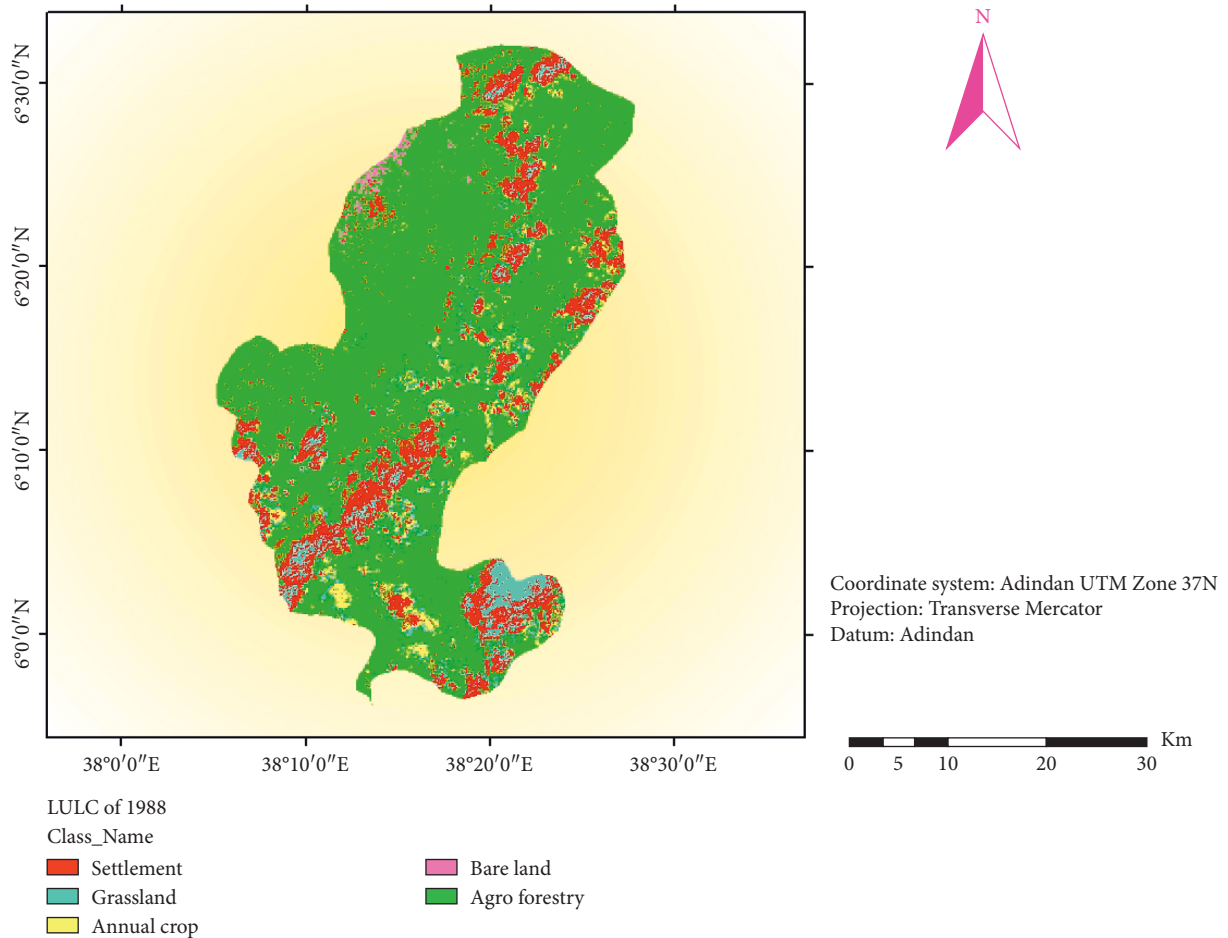 N
6°30′0″N
6°20′0″N
6°10′0″N
6°0′0″N
38°0′0″E
38°10′0″E
38°20′0″E
38°30′0″E
Coordinate system: Adindan UTM Zone 37N
Projection: Transverse Mercator
Datum: Adindan
Km
0 5 10 20 30
LULC of 1988
Class_Name
Settlement
Grassland
Annual crop
Bare land
Agro forestry